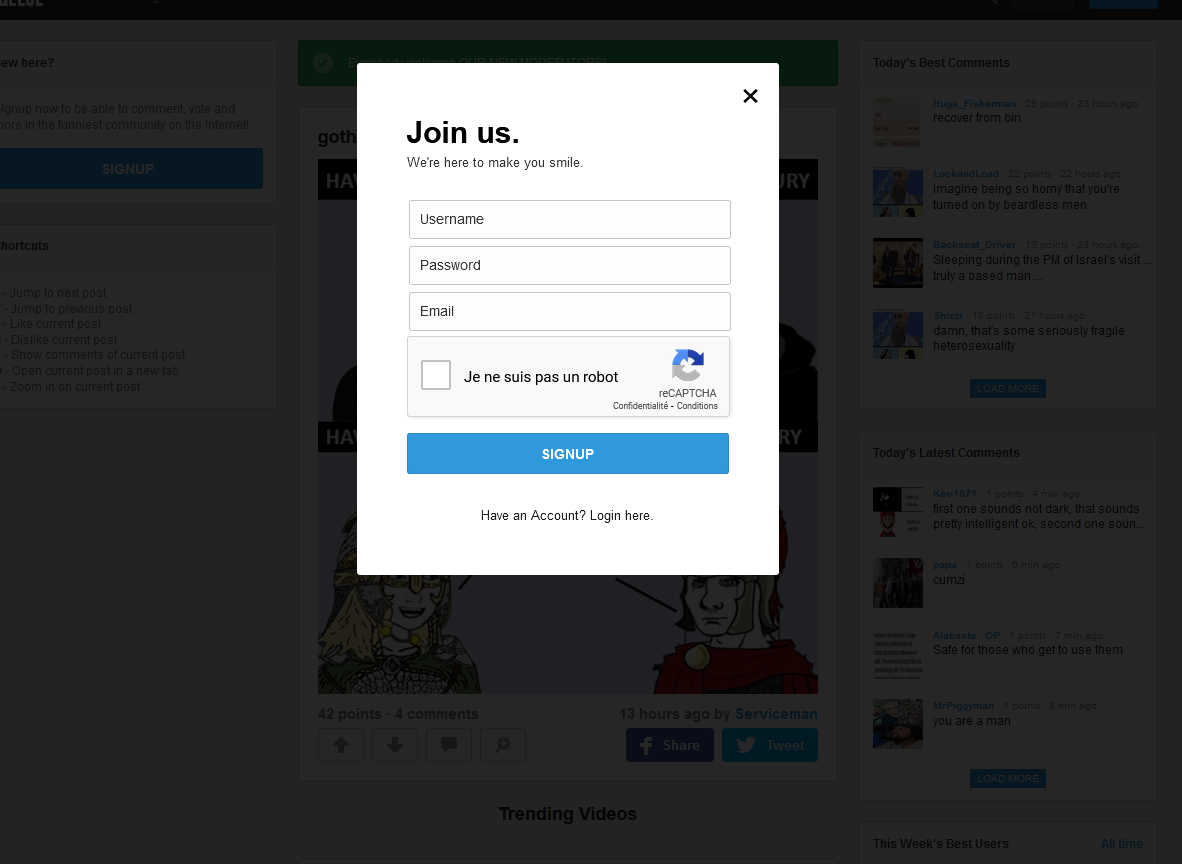 ew here?
ignup now to be able to comment, vote and
more in the funniest community on the Internet!
SIGNUP
hortcuts
- Jump to next post
- Jump to previous post
- Like current post
- Dislike current post
- Show comments of current post
- Open current post in a new tab
- Zoom in on current post
goth
HAV
URY
HAV
RY
Join us.
We're here to make you smile.
Username
Password
Email
Je ne suis pas un robot
reCAPTCHA
Confidentialité - Conditions
SIGNUP
Have an Account? Login here.
42 points · 4 comments
13 hours ago by Serviceman
Share
Tweet
Trending Videos
Today's Best Comments
Huge_Fisherman 25 points · 23 hours ago
recover from bin
LockandLoad 22 points · 22 hours ago
imagine being so horny that you're
turned on by beardless men
Backseat_Driver 19 points · 23 hours ago
Sleeping during the PM of Israel's visit ...
truly a based man ...
Shizzr · 18 points · 21 hours ago
damn, that's some seriously fragile
heterosexuality
LOAD MORE
Today's Latest Comments
Kev1871 · 1 points · 4 min ago
first one sounds not dark, that sounds
pretty intelligent ok, second one soun...
papa · 1 points · 6 min ago
cumzi
Alabasta OP · 1 points · 7 min ago
Safe for those who get to use them
MrPiggyman · 1 points · 8 min ago
you are a man
LOAD MORE
This Week's Best Users
All time